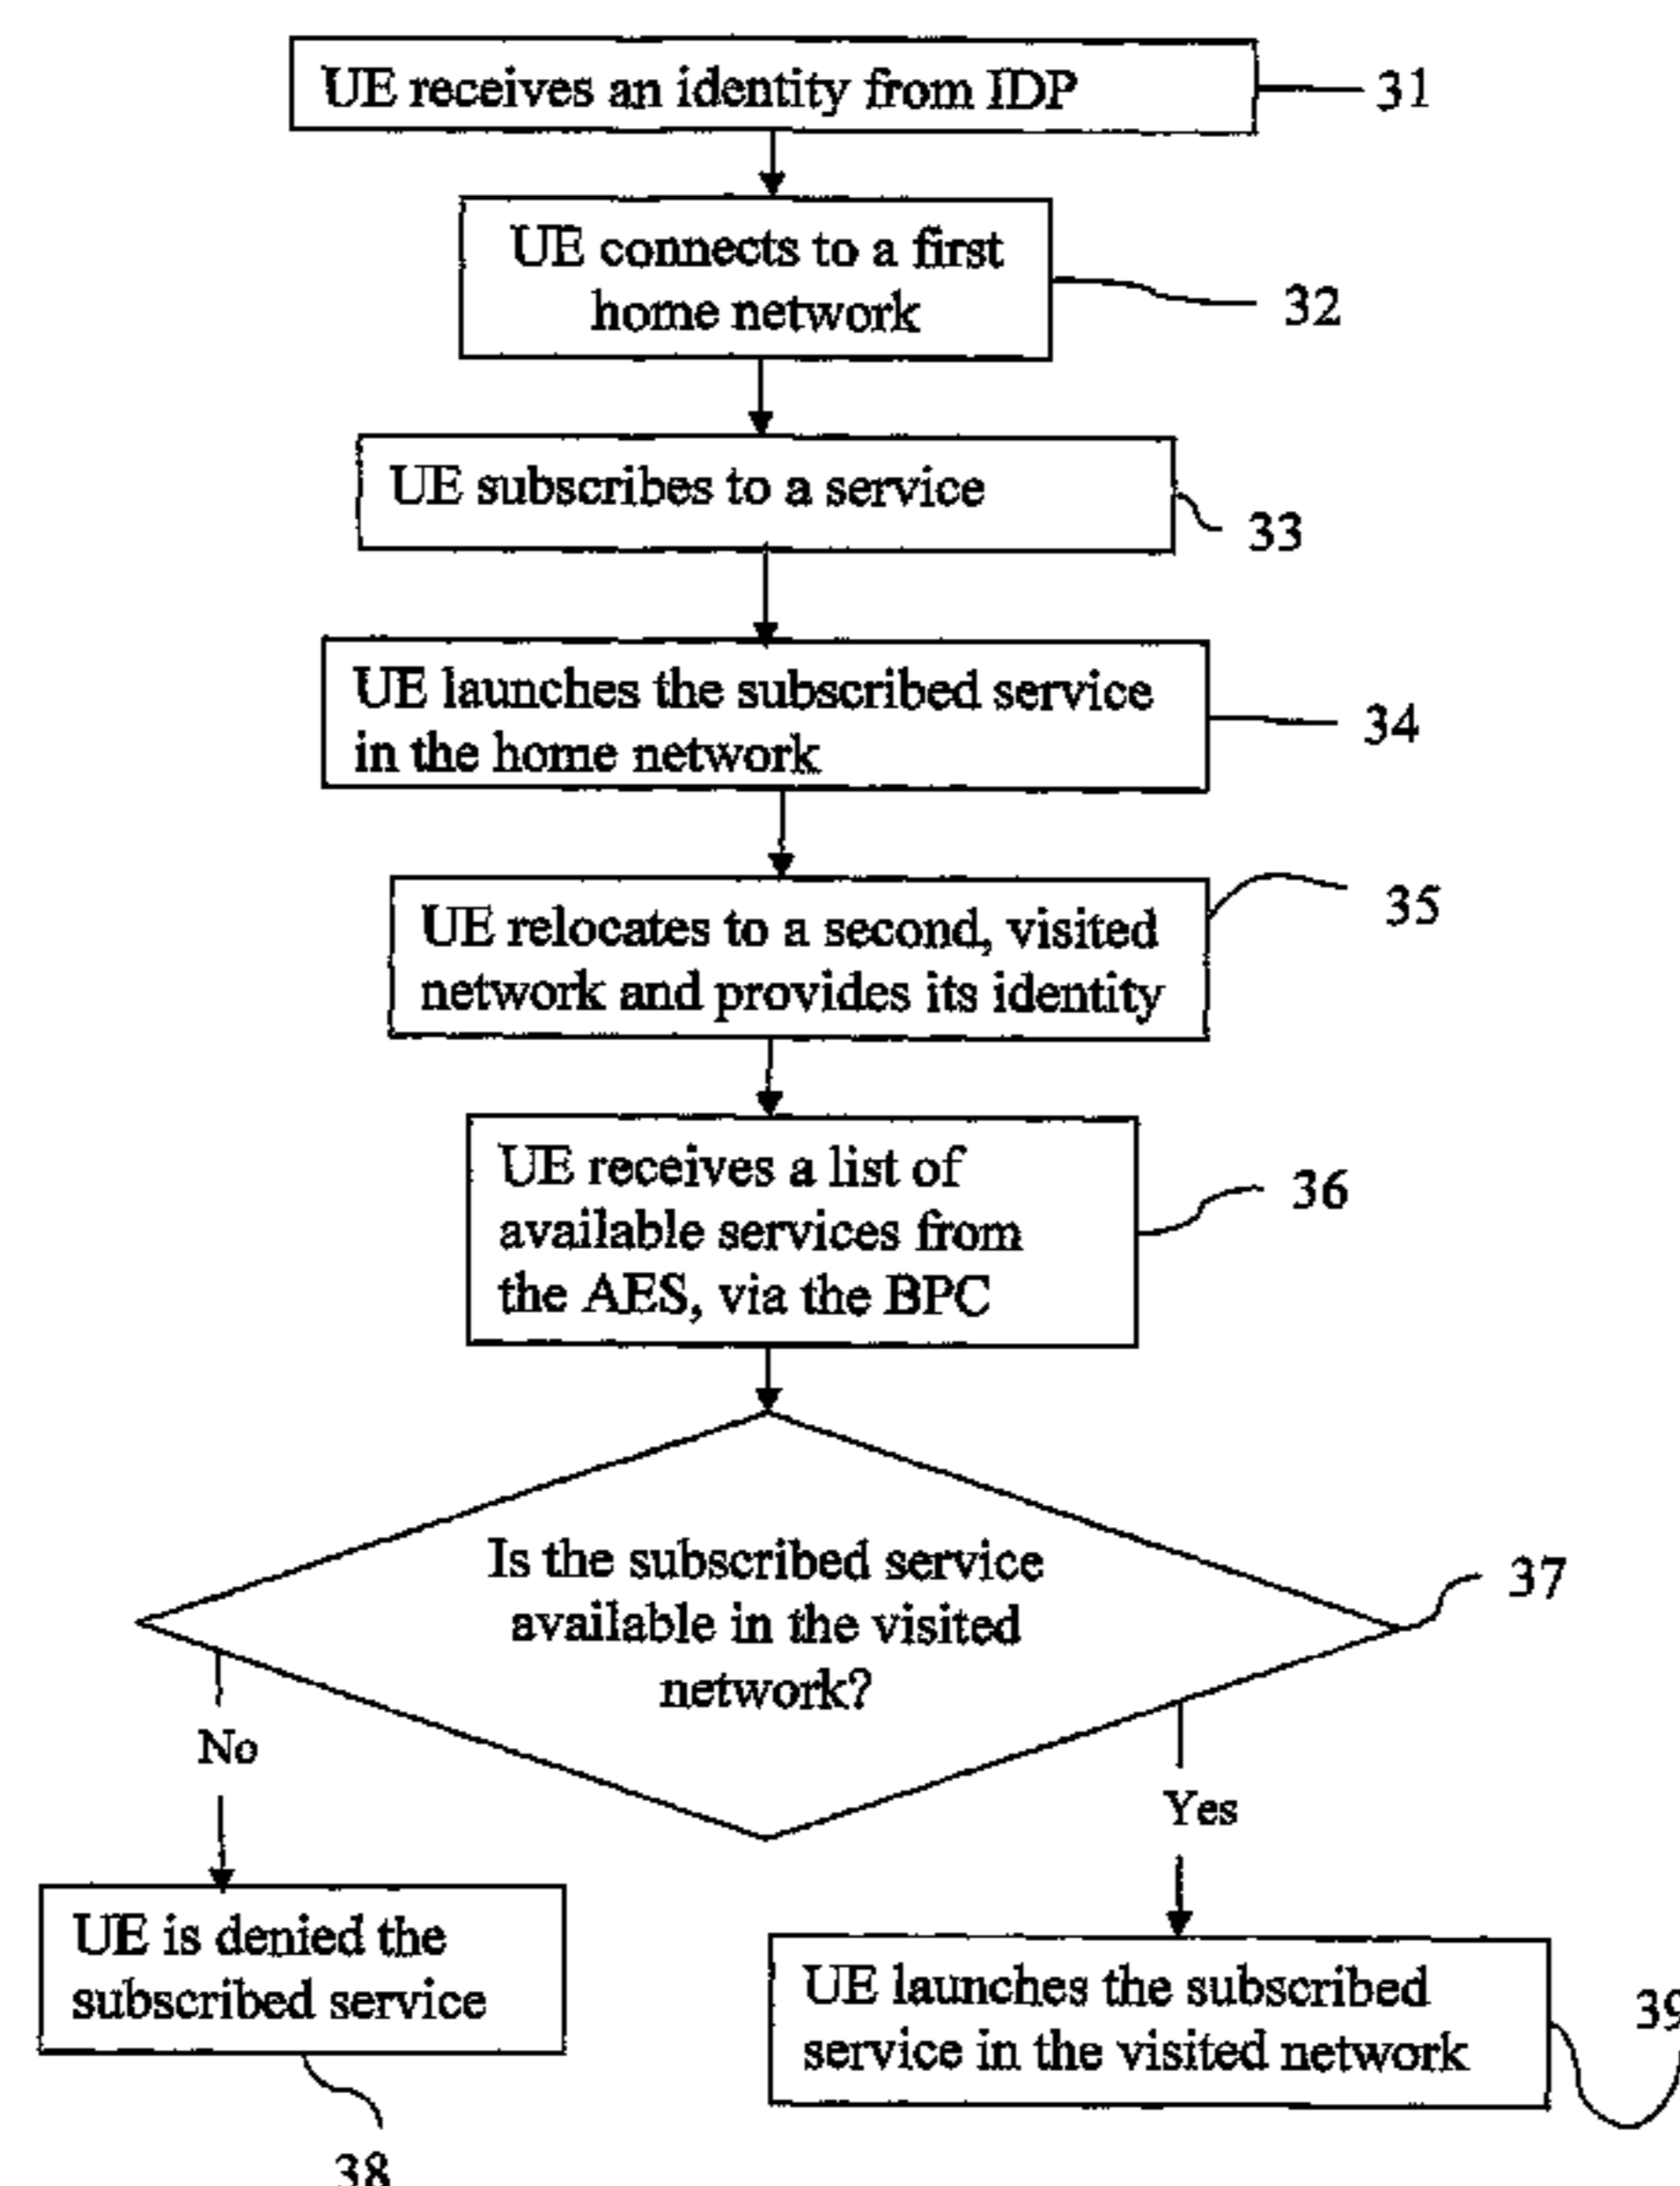 UE receives an identity from IDP
31
UE connects to a first
home network
32
UE subscribes to a service
33
UE launches the subscribed service
in the home network
34
UE relocates to a second, visited
network and provides its identity
35
UE receives a list of
available services from
the AES, via the BPC
36
Is the subscribed service
available in the visited
network?
37
No
Yes
UE is denied the
subscribed service
38
UE launches the subscribed
service in the visited network
39